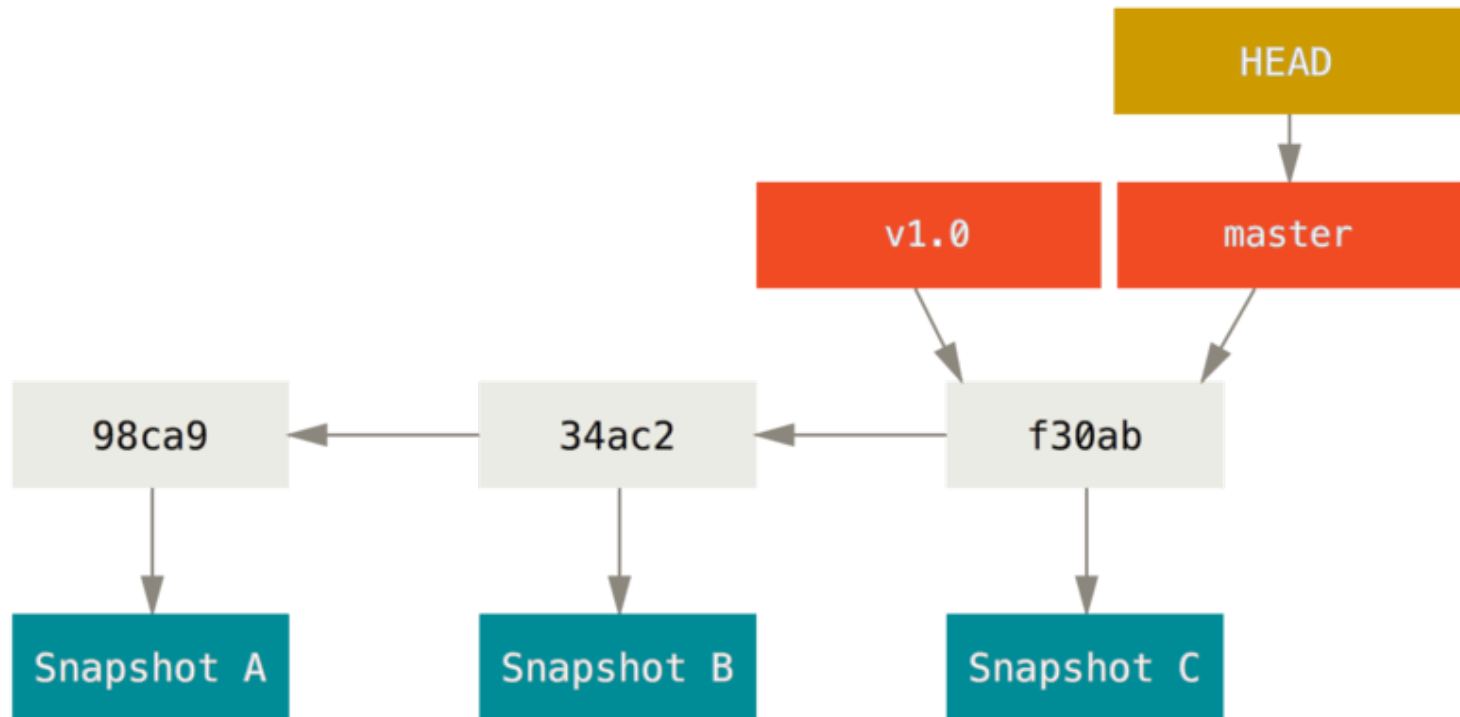 HEAD
v1.0
master
98ca9
34ac2
f30ab
Snapshot A
Snapshot B
Snapshot C